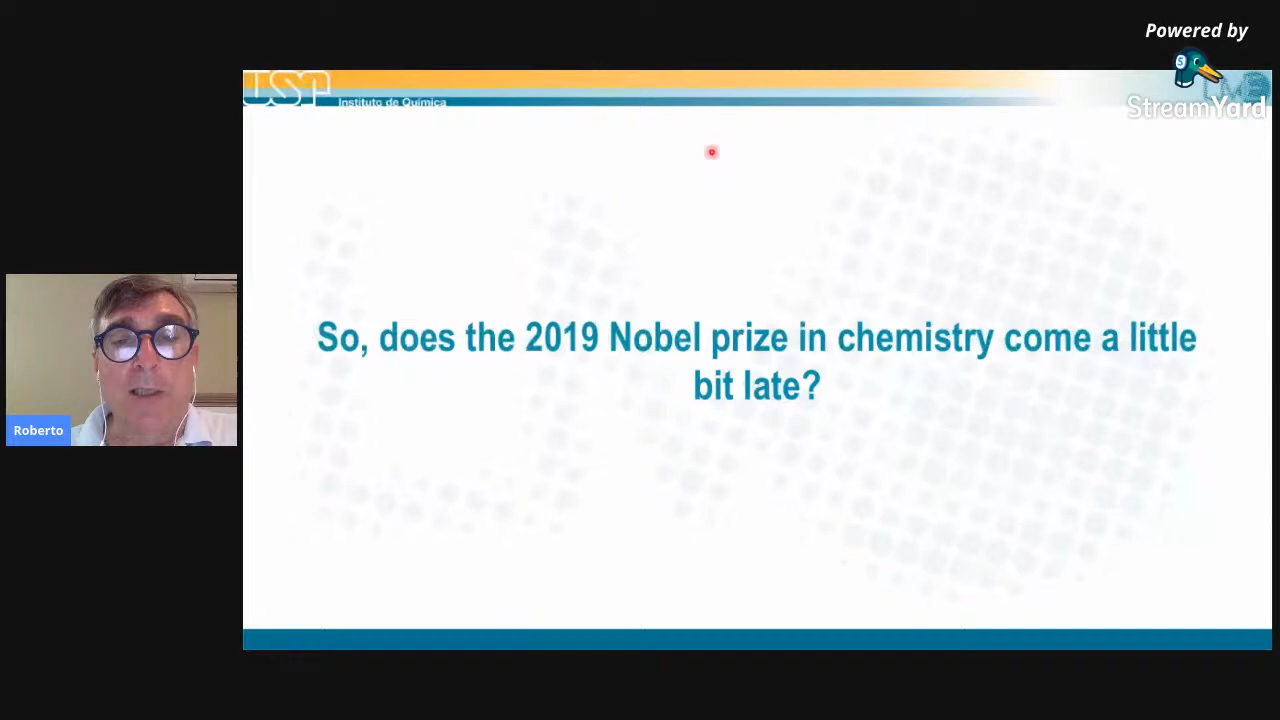 Powered by
StreamYard
USP
Instituto de Química
So, does the 2019 Nobel prize in chemistry come a little
bit late?
Roberto